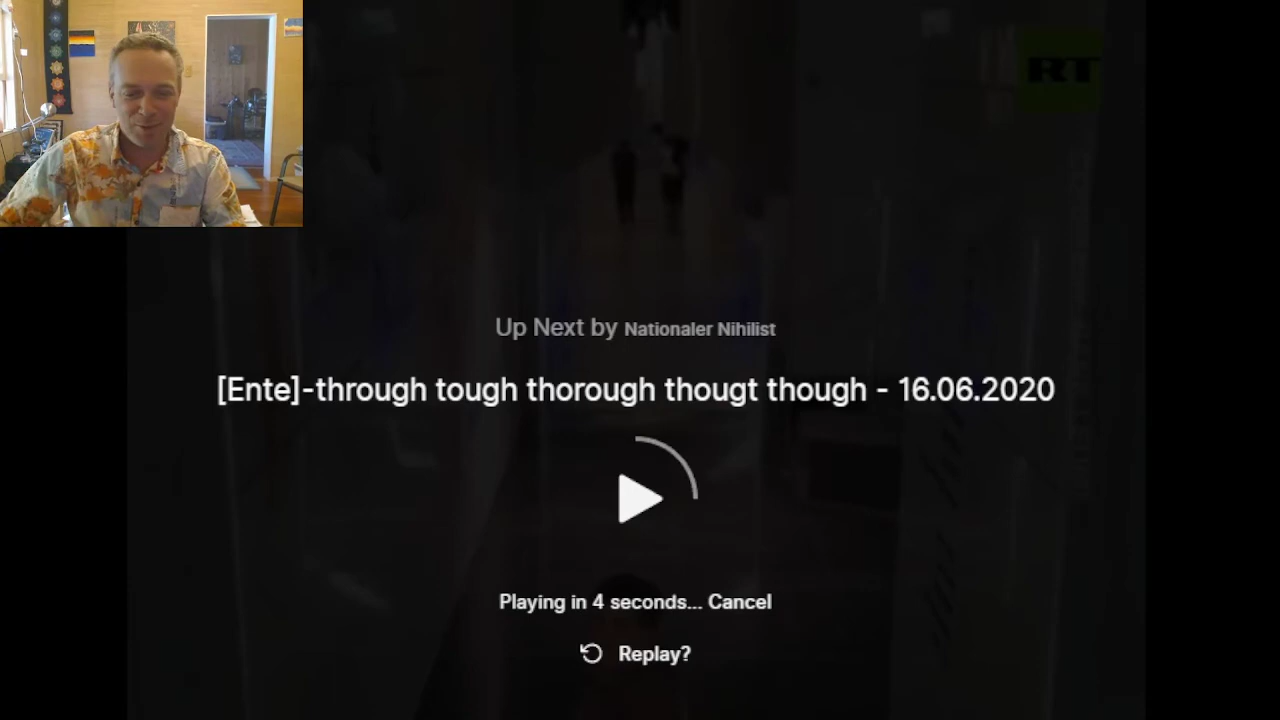 RT
Up Next by Nationaler Nihilist
[Ente]-through tough thorough thougt though - 16.06.2020
Playing in 4 seconds... Cancel
Replay?